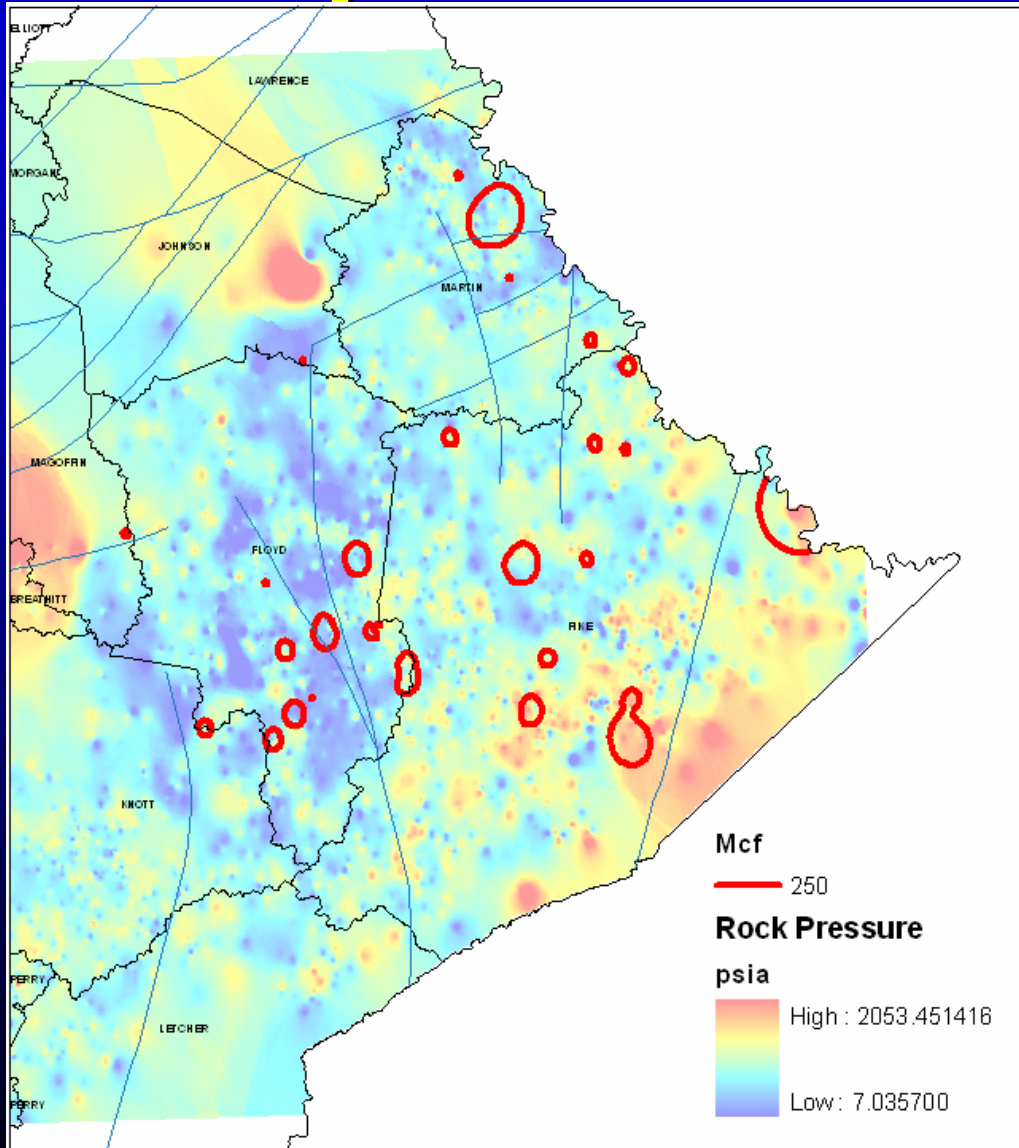 ELLIOTT
LAWRENCE
MORGAN
JOHNSON
MARTIN
MAGOFFIN
FLOYD
BREATHITT
PIKE
KNOTT
Mcf
250
Rock Pressure
psia
High : 2053.451416
Low : 7.035700
PERRY
LETCHER
PERRY